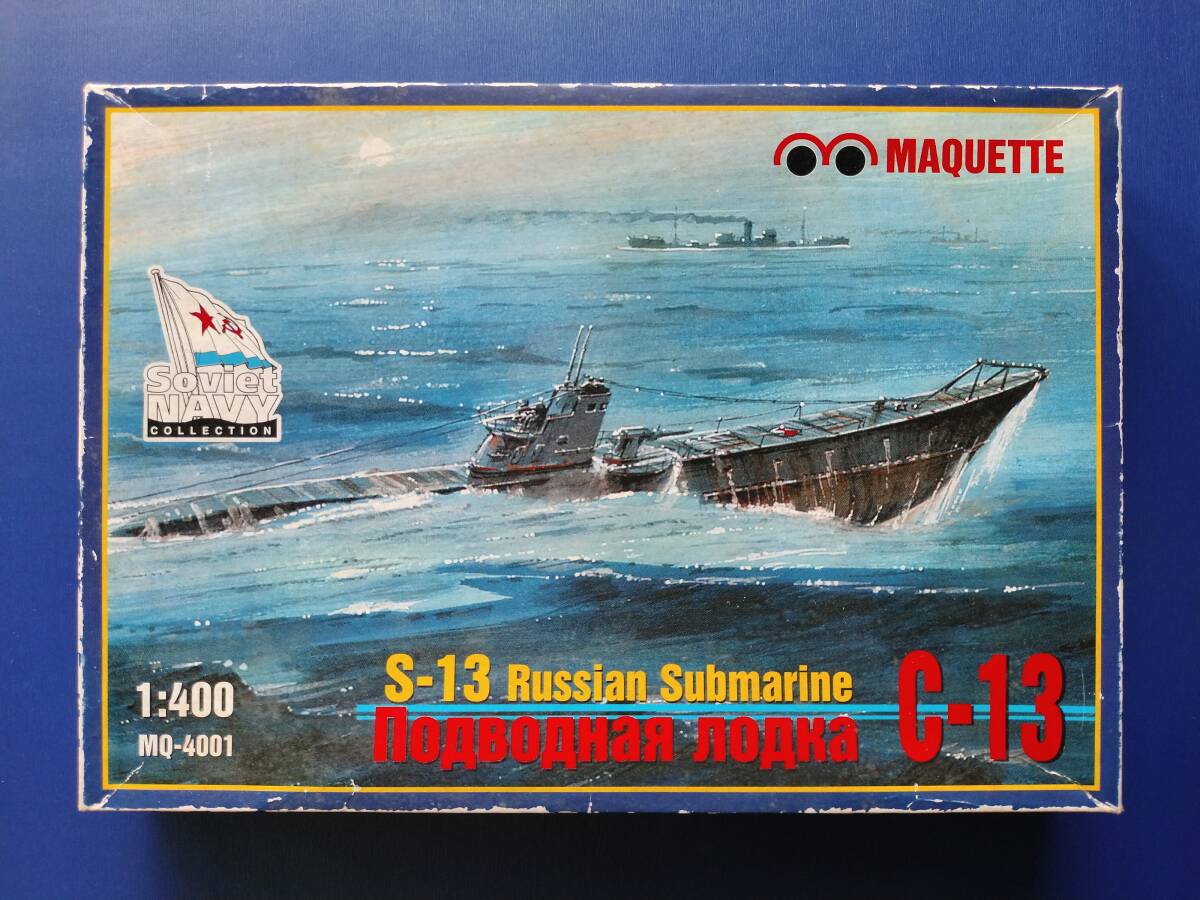 MAQUETTE
Soviet
NAVY
COLLECTION
S-13 Russian Submarine
Подводная лодка С-13
1:400
MQ-4001